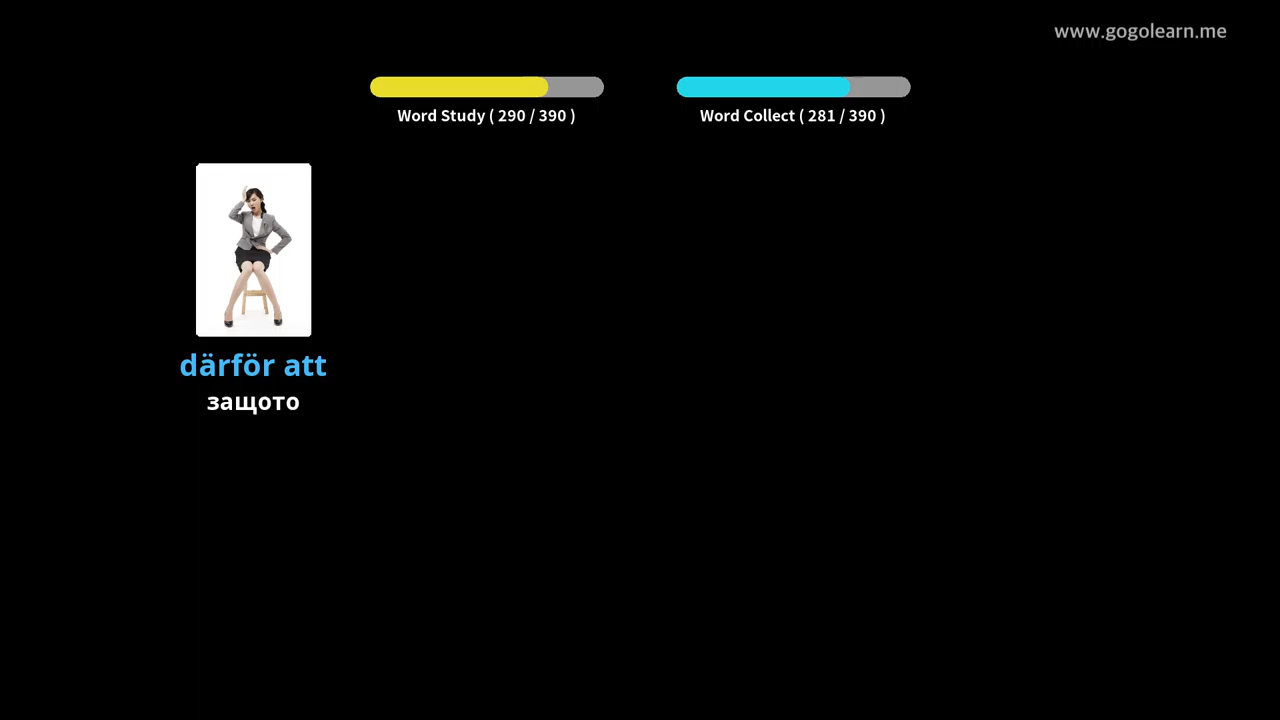 www.gogolearn.me
Word Study ( 290 / 390 )
Word Collect ( 281 / 390 )
därför att
защото